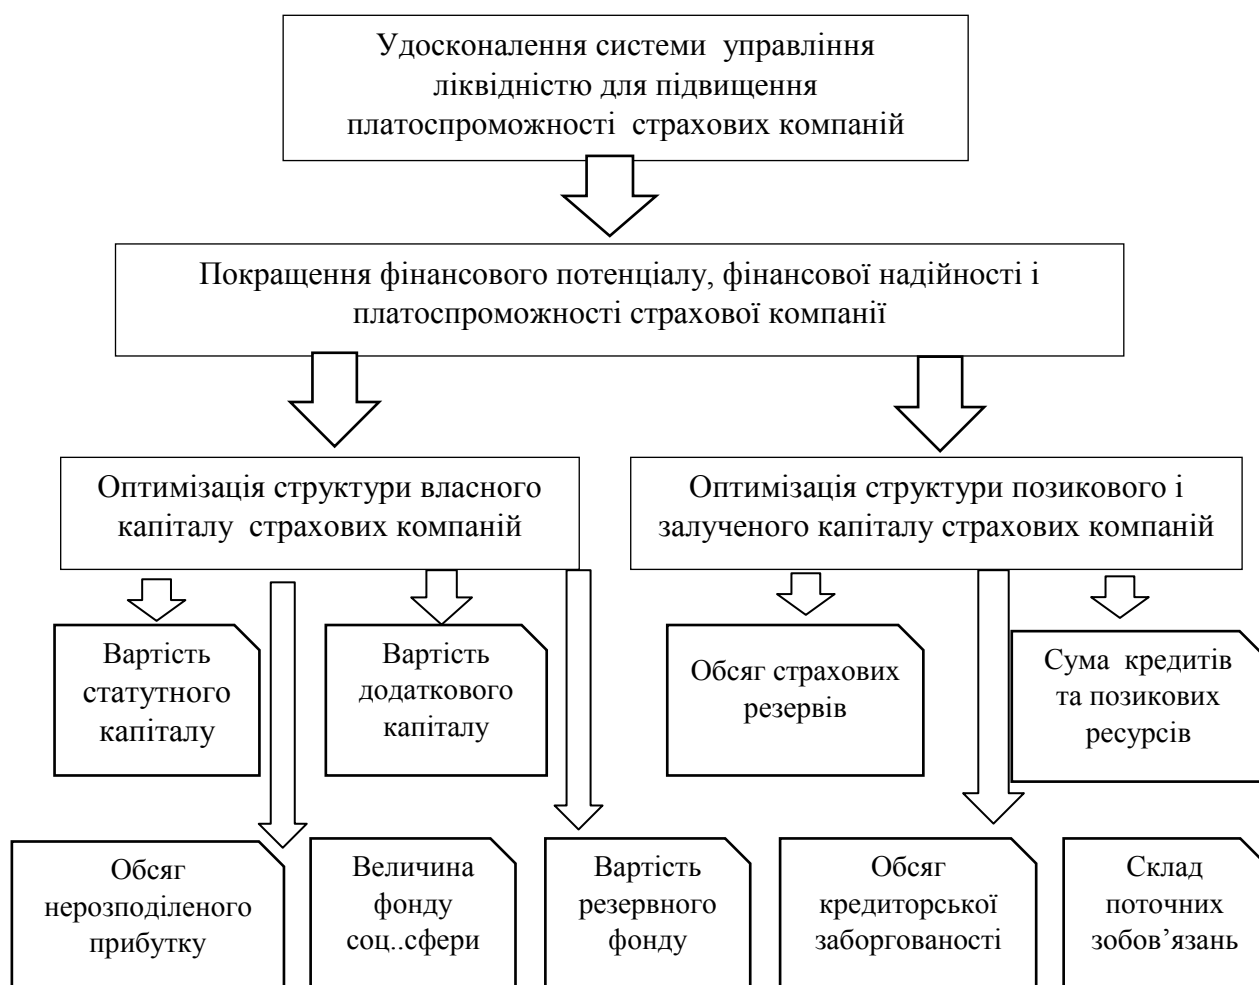 Удосконалення системи управління
ліквідністю для підвищення
платоспроможності страхових компаній
Покращення фінансового потенціалу, фінансової надійності і
платоспроможності страхової компанії
Оптимізація структури власного
капіталу страхових компаній
Оптимізація структури позикового і
залученого капіталу страхових компаній
Вартість
статутного
капіталу
Вартість
додаткового
капіталу
Обсяг страхових
резервів
Сума кредитів
та позикових
ресурсів
Обсяг
нерозподіленого
прибутку
Величина
фонду
соц..сфери
Вартість
резервного
фонду
Обсяг
кредиторської
заборгованості
Склад
поточних
зобов’язань